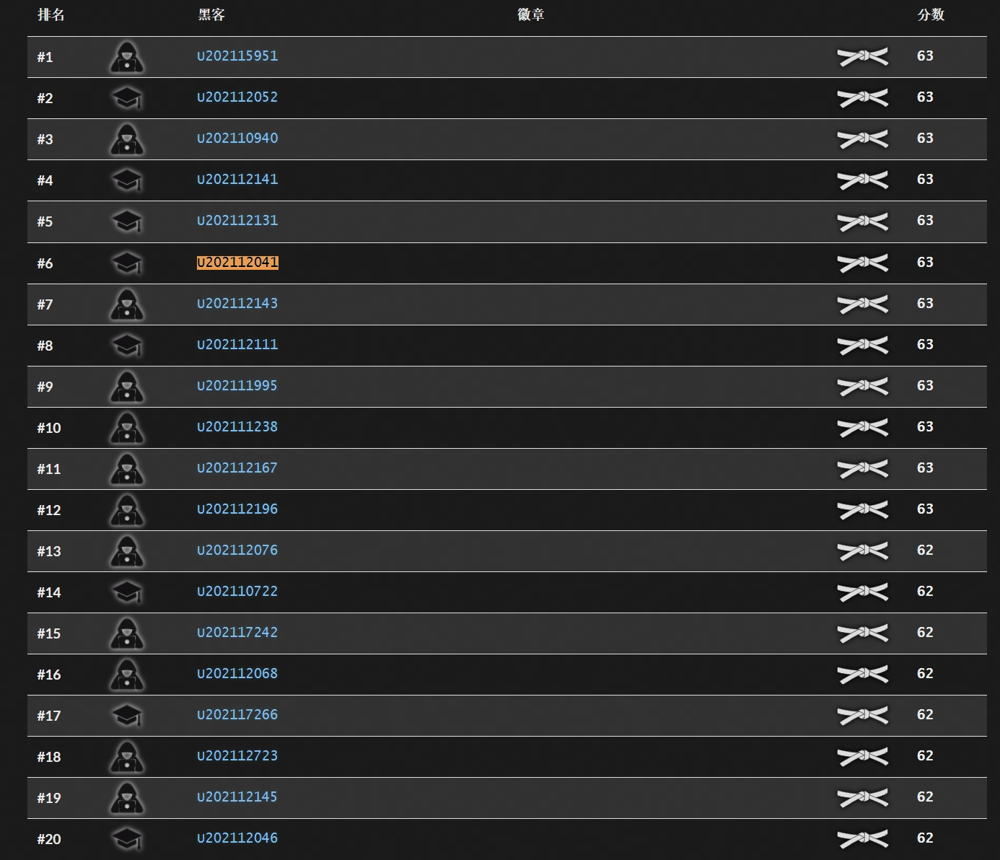 排名 黑客 徽章 分数
#1 u202115951 63
#2 u202112052 63
#3 u202110940 63
#4 u202112141 63
#5 u202112131 63
#6 u202112041 63
#7 u202112143 63
#8 u202112111 63
#9 u202111995 63
#10 u202111238 63
#11 u202112167 63
#12 u202112196 63
#13 u202112076 62
#14 u202110722 62
#15 u202117242 62
#16 u202112068 62
#17 u202117266 62
#18 u202112723 62
#19 u202112145 62
#20 u202112046 62